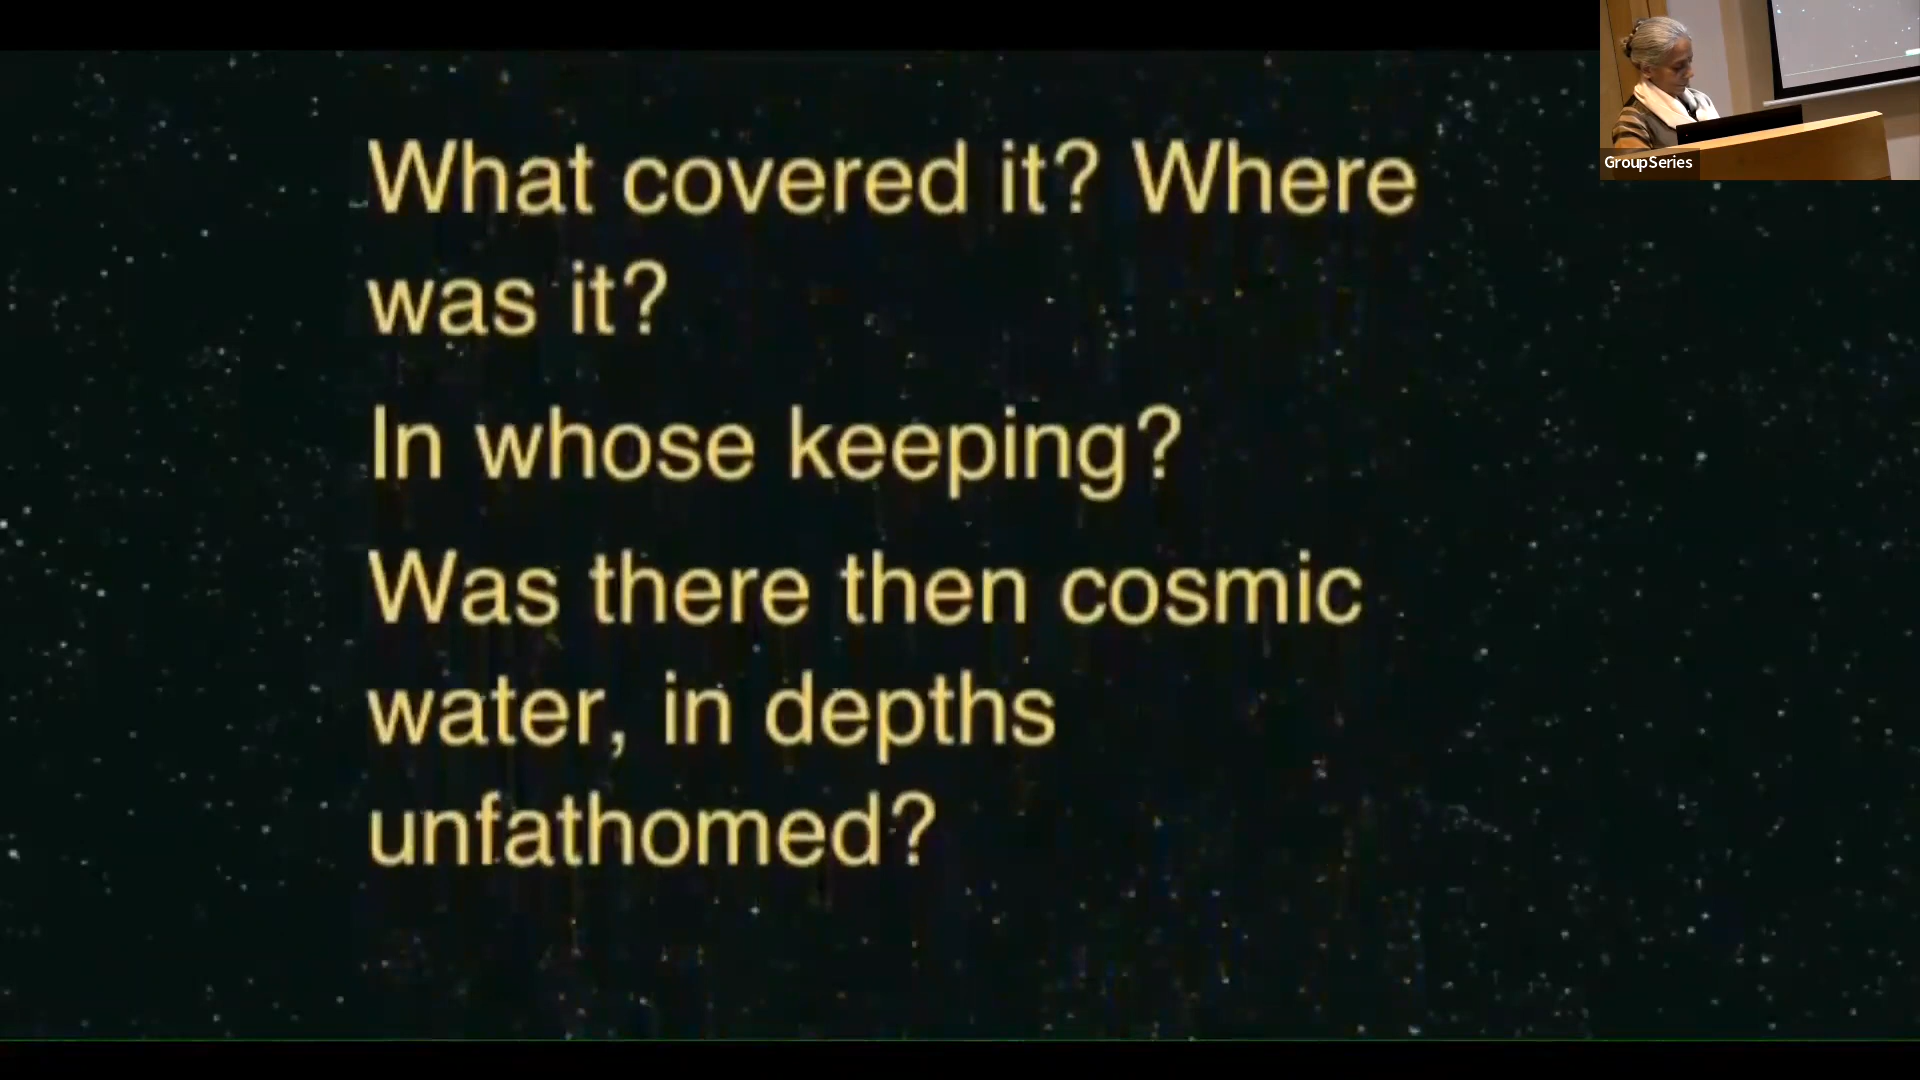 What covered it? Where
was it?
In whose keeping?
Was there then cosmic
water, in depths
unfathomed?
GroupSeries